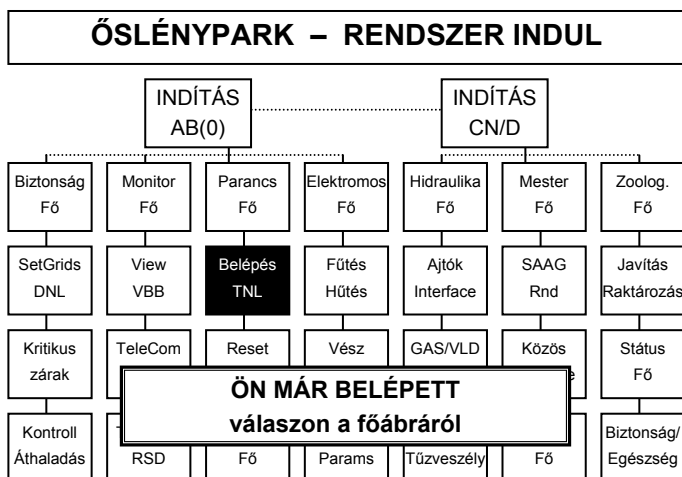 ŐSLÉNYPARK – RENDSZER INDUL
INDÍTÁS
AB(0)
INDÍTÁS
CN/D
Biztonság
Fő
Monitor
Fő
Parancs
Fő
Elektromos
Fő
Hidraulika
Fő
Mester
Fő
Zoolog.
Fő
SetGrids
DNL
View
VBB
Belépés
TNL
Fűtés
Hűtés
Ajtók
Interface
SAAG
Rnd
Javítás
Raktározás
Kritikus
zárak
TeleCom
Reset
Vész
GAS/VLD
Közös
Státus
Fő
ÖN MÁR BELÉPETT
válaszon a főábráról
Kontroll
Áthaladás
RSD
Fő
Params
Tűzveszély
Fő
Biztonság/
Egészség